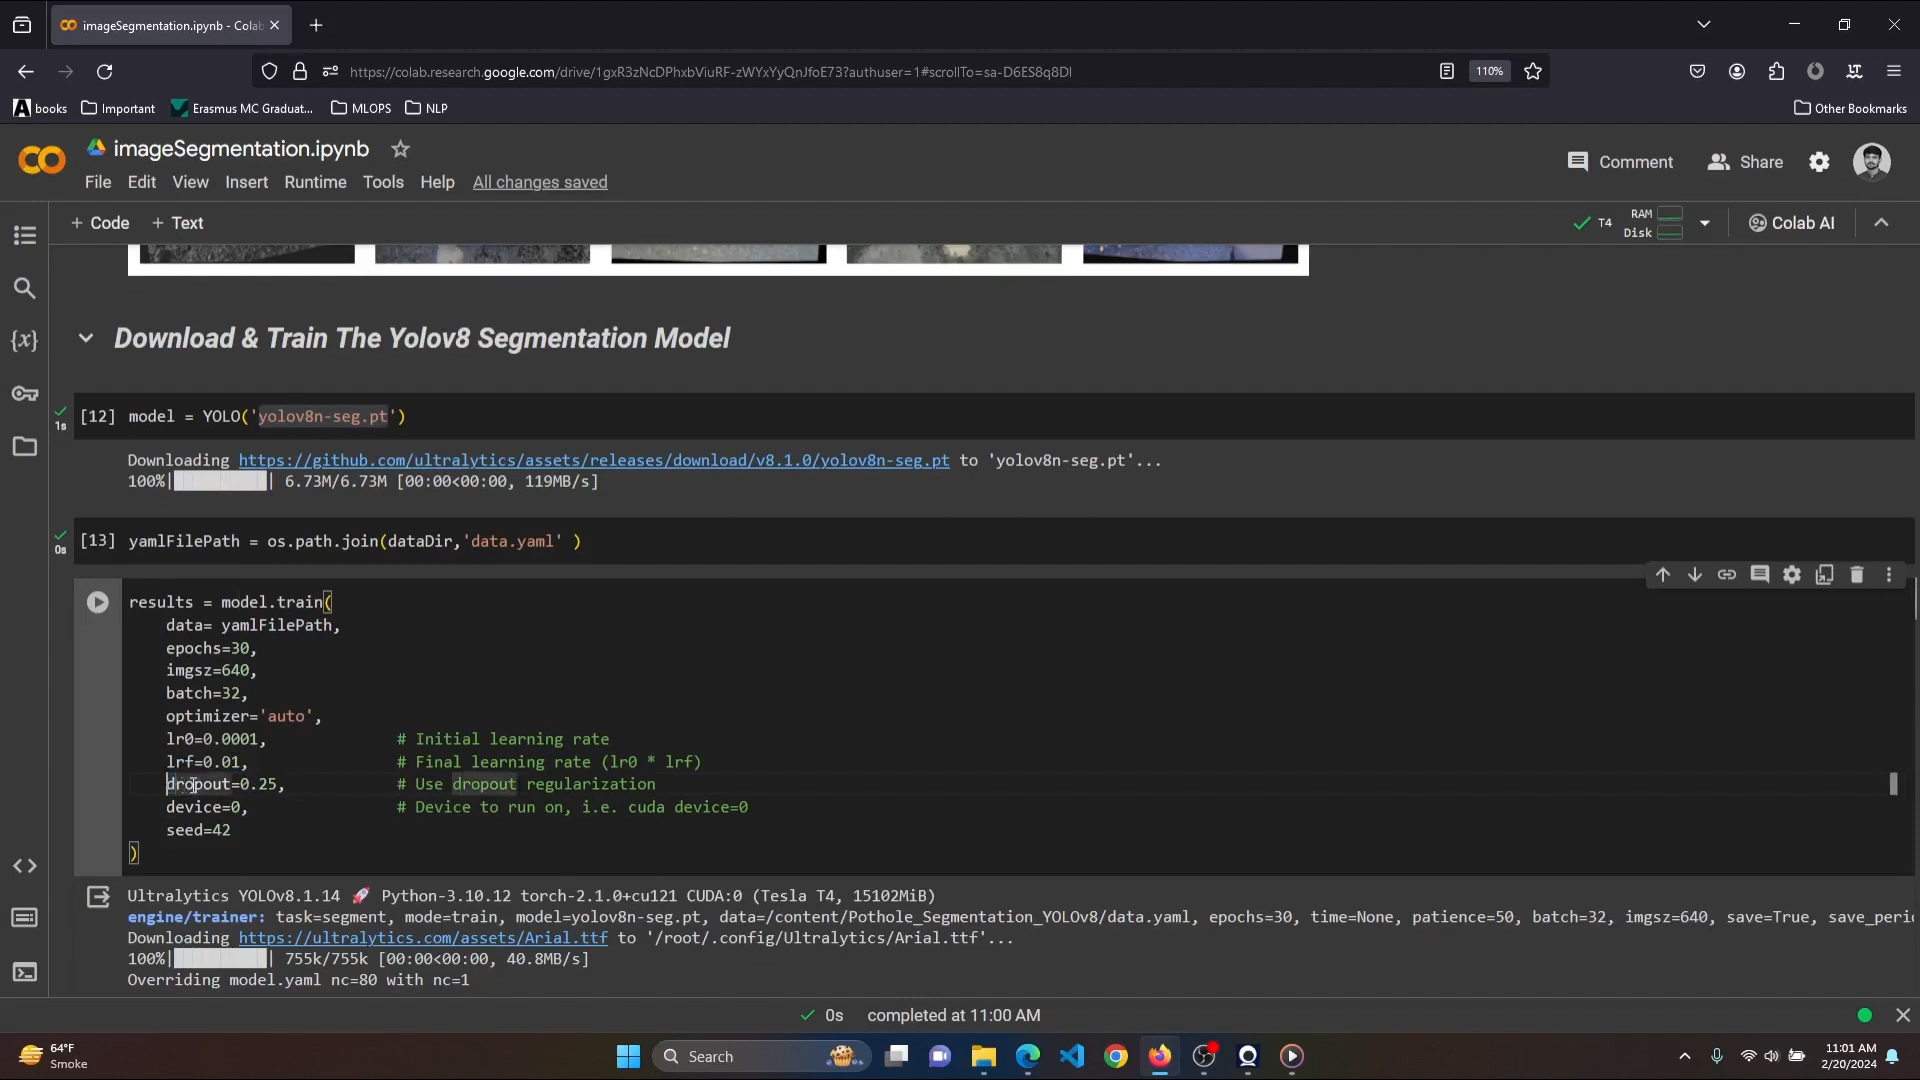 imageSegmentation.ipynb - Colab
https://colab.research.google.com/drive/1gxR3zNcDPhxbViuRF-zWYxYyQnJfoE73?authuser=1#scrollTo=sa-D6ES8q8Dl
110%
books
Important
Erasmus MC Graduat...
MLOPS
NLP
Other Bookmarks
imageSegmentation.ipynb
Comment
Share
File Edit View Insert Runtime Tools Help All changes saved
+ Code + Text
T4
RAM
Disk
Colab AI
Download & Train The Yolov8 Segmentation Model
1s
[12] model = YOLO('yolov8n-seg.pt')
Downloading https://github.com/ultralytics/assets/releases/download/v8.1.0/yolov8n-seg.pt to 'yolov8n-seg.pt'...
100%|██████████| 6.73M/6.73M [00:00<00:00, 119MB/s]
0s
[13] yamlFilePath = os.path.join(dataDir,'data.yaml' )
results = model.train(
data= yamlFilePath,
epochs=30,
imgsz=640,
batch=32,
optimizer='auto',
lr0=0.0001, # Initial learning rate
lrf=0.01, # Final learning rate (lr0 * lrf)
dropout=0.25, # Use dropout regularization
device=0, # Device to run on, i.e. cuda device=0
seed=42
)
Ultralytics YOLOv8.1.14 🚀 Python-3.10.12 torch-2.1.0+cu121 CUDA:0 (Tesla T4, 15102MiB)
engine/trainer: task=segment, mode=train, model=yolov8n-seg.pt, data=/content/Pothole_Segmentation_YOLOv8/data.yaml, epochs=30, time=None, patience=50, batch=32, imgsz=640, save=True, save_peri
Downloading https://ultralytics.com/assets/Arial.ttf to '/root/.config/Ultralytics/Arial.ttf'...
100%|██████████| 755k/755k [00:00<00:00, 40.8MB/s]
Overriding model.yaml nc=80 with nc=1
0s completed at 11:00 AM
64°F
Smoke
Search
11:01 AM
2/20/2024